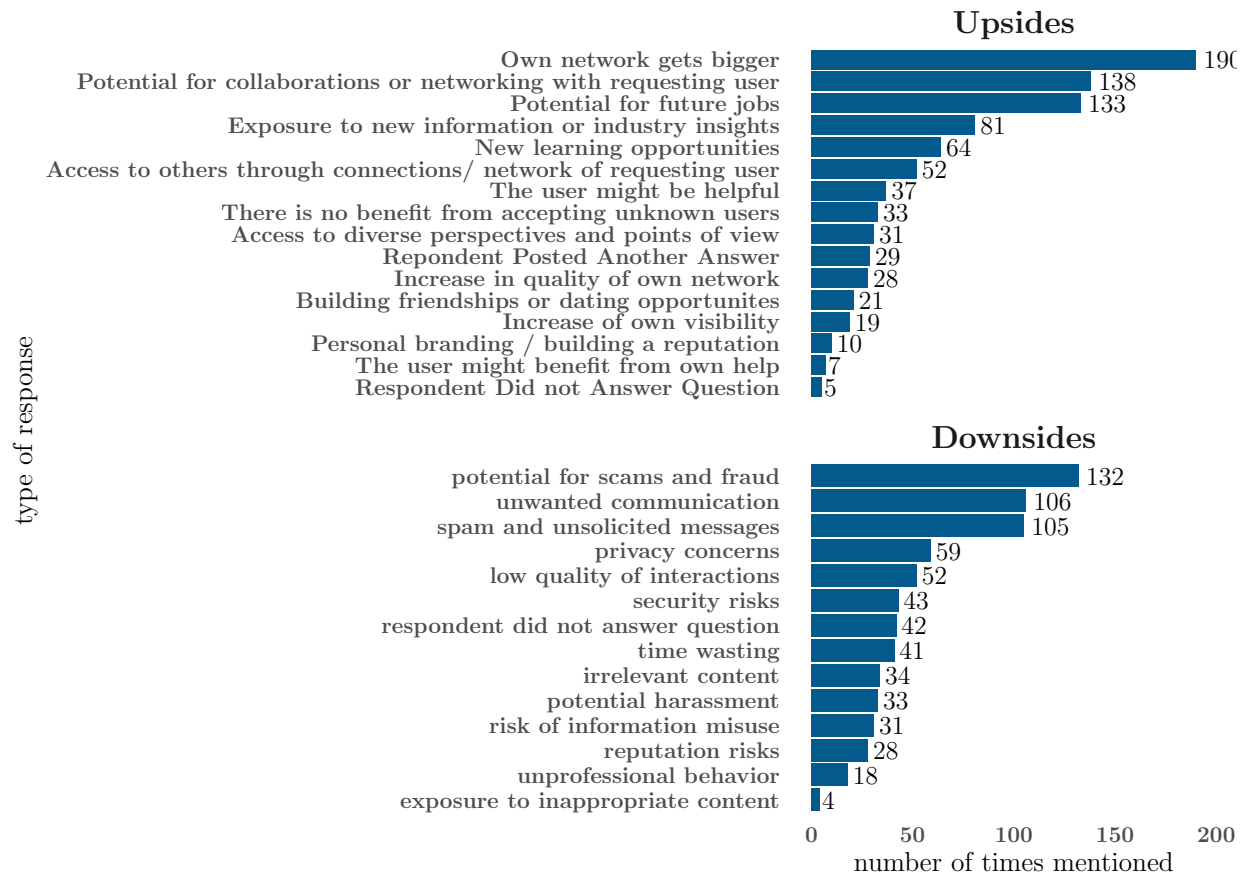 Upsides
Own network gets bigger 190
Potential for collaborations or networking with requesting user 138
Potential for future jobs 133
Exposure to new information or industry insights 81
New learning opportunities 64
Access to others through connections/ network of requesting user 52
The user might be helpful 37
There is no benefit from accepting unknown users 33
Access to diverse perspectives and points of view 31
Repondent Posted Another Answer 29
Increase in quality of own network 28
Building friendships or dating opportunites 21
Increase of own visibility 19
Personal branding / building a reputation 10
The user might benefit from own help 7
Respondent Did not Answer Question 5
type of response
Downsides
potential for scams and fraud 132
unwanted communication 106
spam and unsolicited messages 105
privacy concerns 59
low quality of interactions 52
security risks 43
respondent did not answer question 42
time wasting 41
irrelevant content 34
potential harassment 33
risk of information misuse 31
reputation risks 28
unprofessional behavior 18
exposure to inappropriate content 4
0 50 100 150 200
number of times mentioned